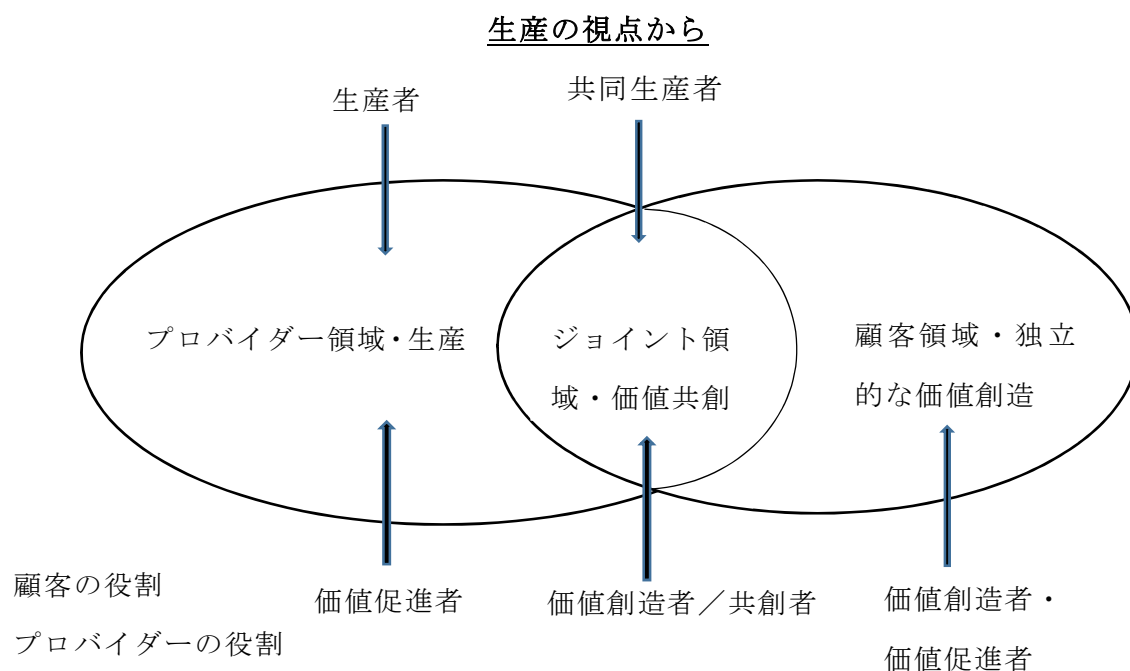 生産の視点から
生産者
共同生産者
プロバイダー領域・生産
ジョイント領
域・価値共創
顧客領域・独立
的な価値創造
顧客の役割
プロバイダーの役割
価値促進者
価値創造者／共創者
価値創造者・
価値促進者